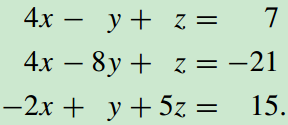 4x − y + z = 7
4x − 8y + z = −21
−2x + y + 5z = 15.